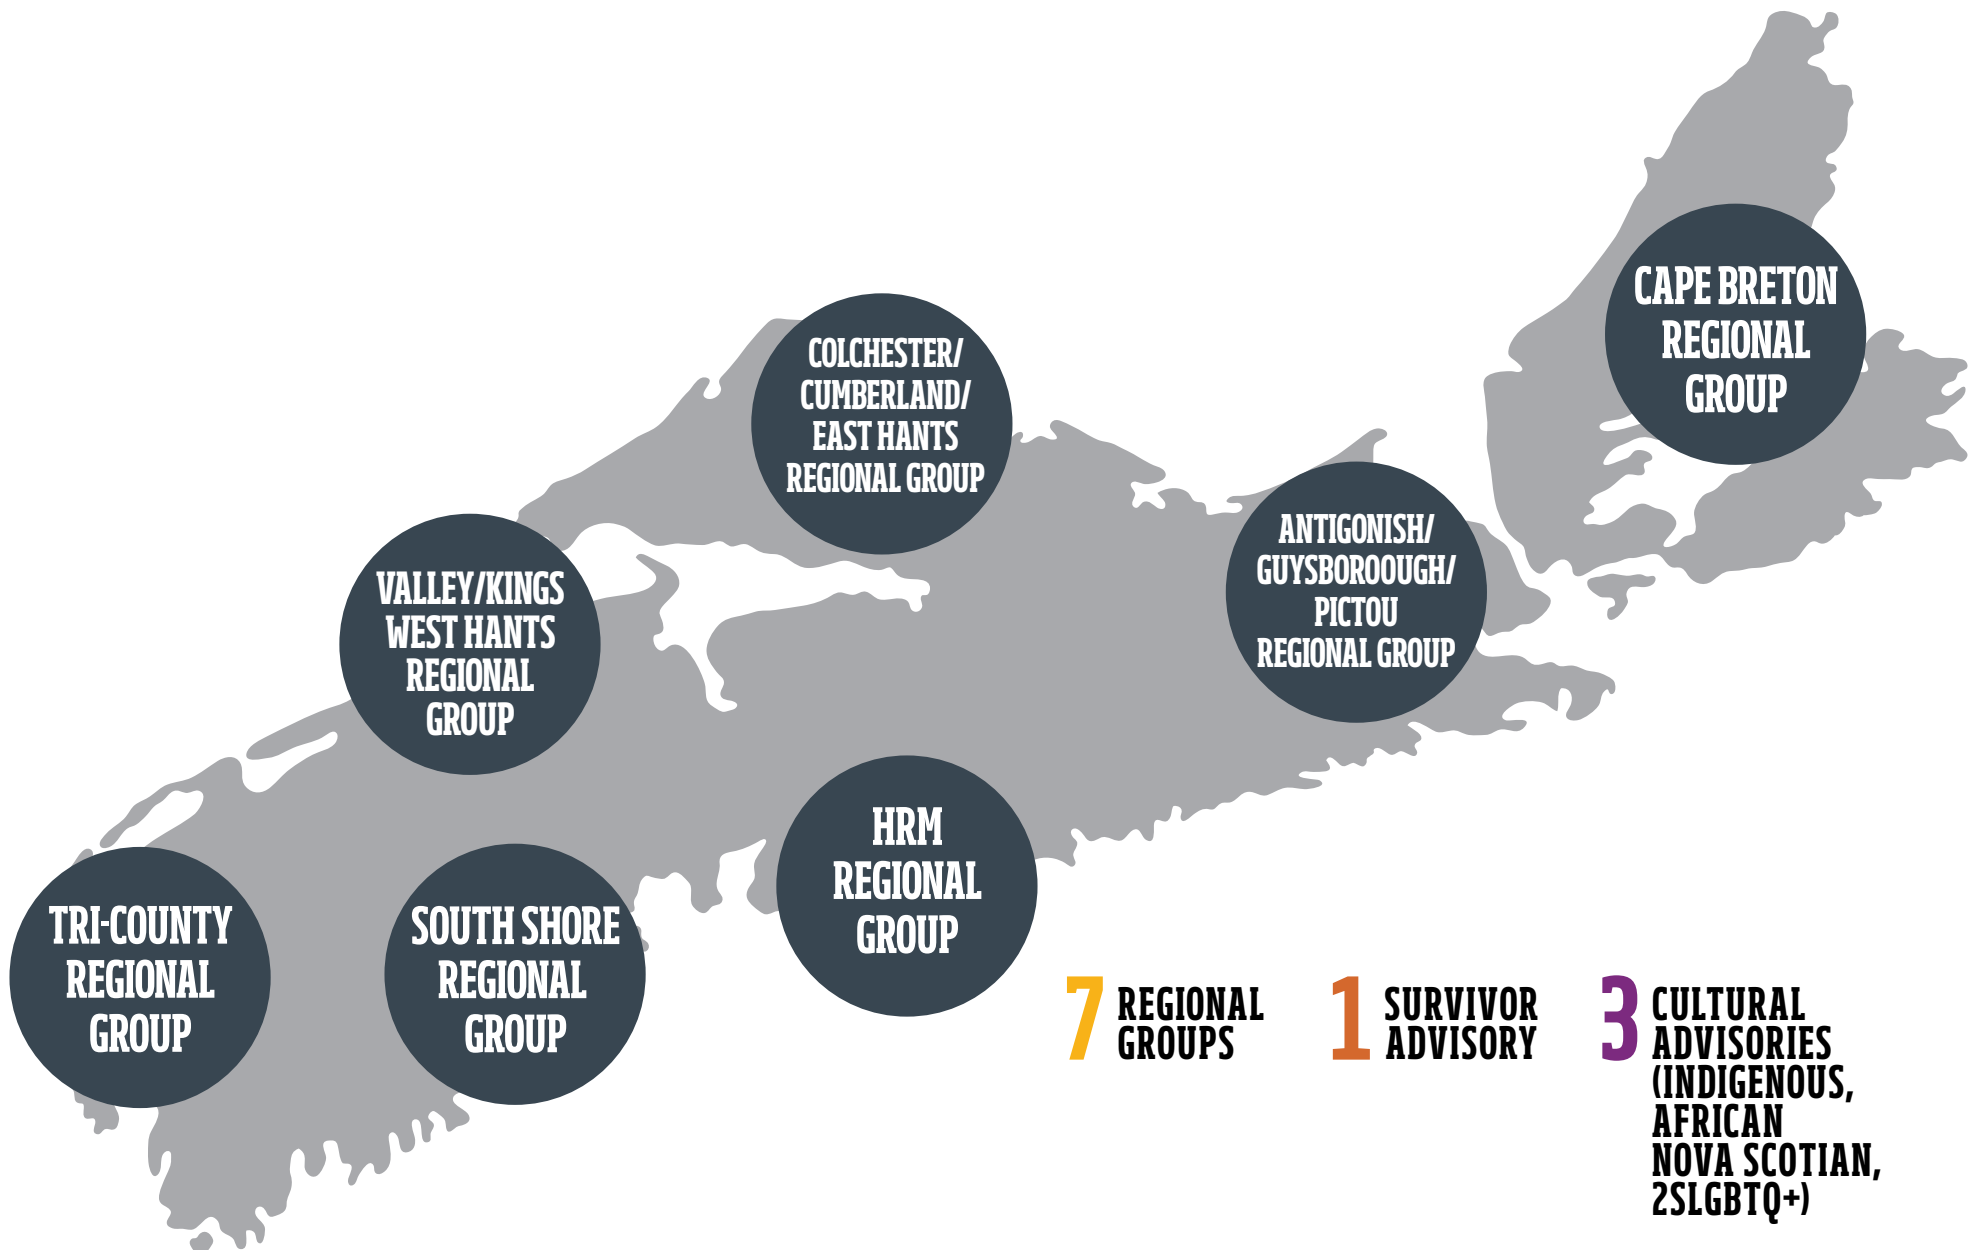 CAPE BRETON
REGIONAL
GROUP
COLCHESTER/
CUMBERLAND/
EAST HANTS
REGIONAL GROUP
ANTIGONISH/
GUYSBOROOUGH/
PICTOU
REGIONAL GROUP
VALLEY/KINGS
WEST HANTS
REGIONAL
GROUP
HRM
REGIONAL
GROUP
TRI-COUNTY
REGIONAL
GROUP
SOUTH SHORE
REGIONAL
GROUP
7 REGIONAL
GROUPS
1 SURVIVOR
ADVISORY
3 CULTURAL
ADVISORIES
(INDIGENOUS,
AFRICAN
NOVA SCOTIAN,
2SLGBTQ+)